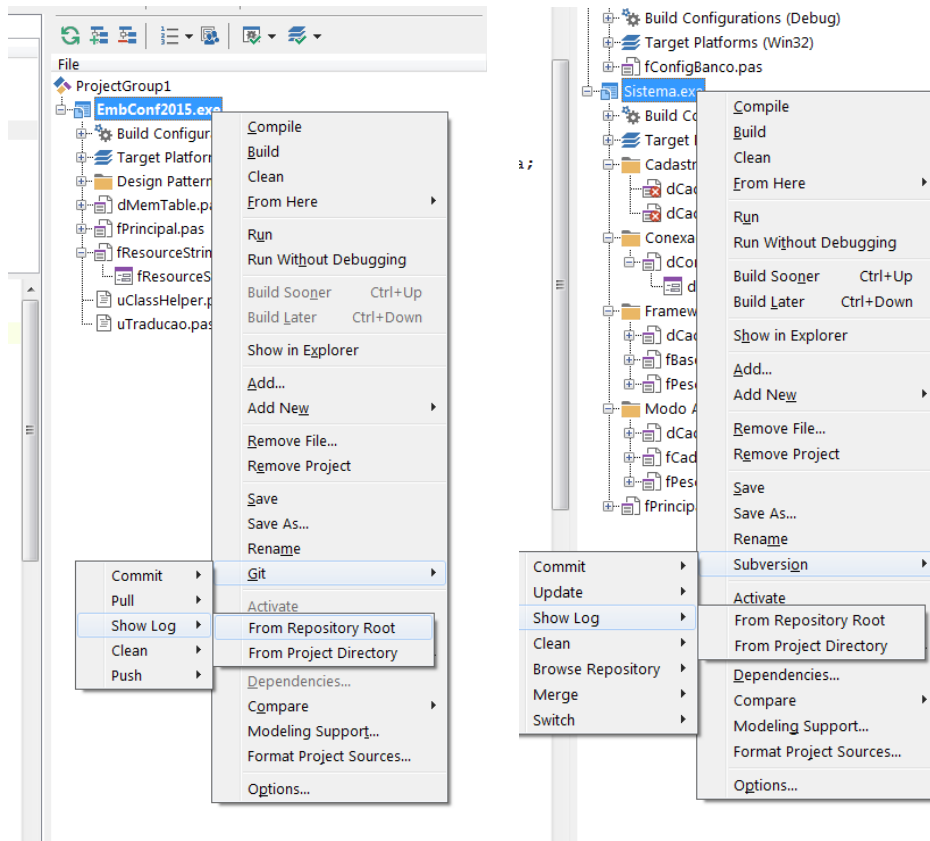 File
ProjectGroup1
EmbConf2015.exe
Build Configur
Target Platform
Design Pattern
dMemTable.pa
fPrincipal.pas
fResourceStrin
fResourceS
uClassHelper.p
uTraducao.pas
Compile
Build
Clean
From Here
Run
Run Without Debugging
Build Sooner Ctrl+Up
Build Later Ctrl+Down
Show in Explorer
Add...
Add New
Remove File...
Remove Project
Save
Save As...
Rename
Git
Activate
Dependencies...
Compare
Modeling Support...
Format Project Sources...
Options...
Commit
Pull
Show Log
Clean
Push
From Repository Root
From Project Directory
a;
Build Configurations (Debug)
Target Platforms (Win32)
fConfigBanco.pas
Sistema.exe
Build Co
Target
Cadastr
dCad
dCad
Conexa
dCon
d
Framew
dCad
fBas
fPes
Modo A
dCad
fCad
fPes
fPrincip
Compile
Build
Clean
From Here
Run
Run Without Debugging
Build Sooner Ctrl+Up
Build Later Ctrl+Down
Show in Explorer
Add...
Add New
Remove File...
Remove Project
Save
Save As...
Rename
Subversion
Activate
Dependencies...
Compare
Modeling Support...
Format Project Sources...
Options...
Commit
Update
Show Log
Clean
Browse Repository
Merge
Switch
From Repository Root
From Project Directory